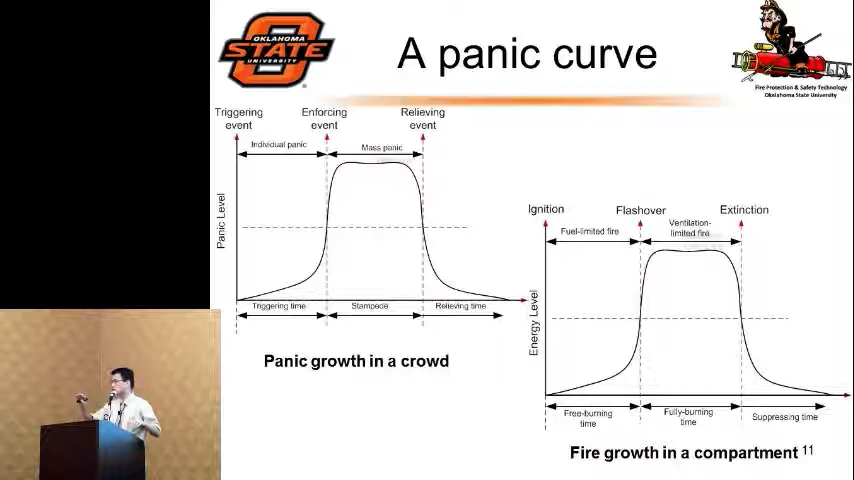 OKLAHOMA
STATE
UNIVERSITY
A panic curve
Fire Protection & Safety Technology
Okalahoma State University
Triggering event
Enforcing event
Relieving event
Individual panic
Mass panic
Panic Level
Triggering time
Stampede
Relieving time
Panic growth in a crowd
Ignition
Flashover
Extinction
Fuel-limited fire
Ventilation-
limited fire
Energy Level
Free-burning
time
Fully-burning
time
Suppressing time
Fire growth in a compartment 11